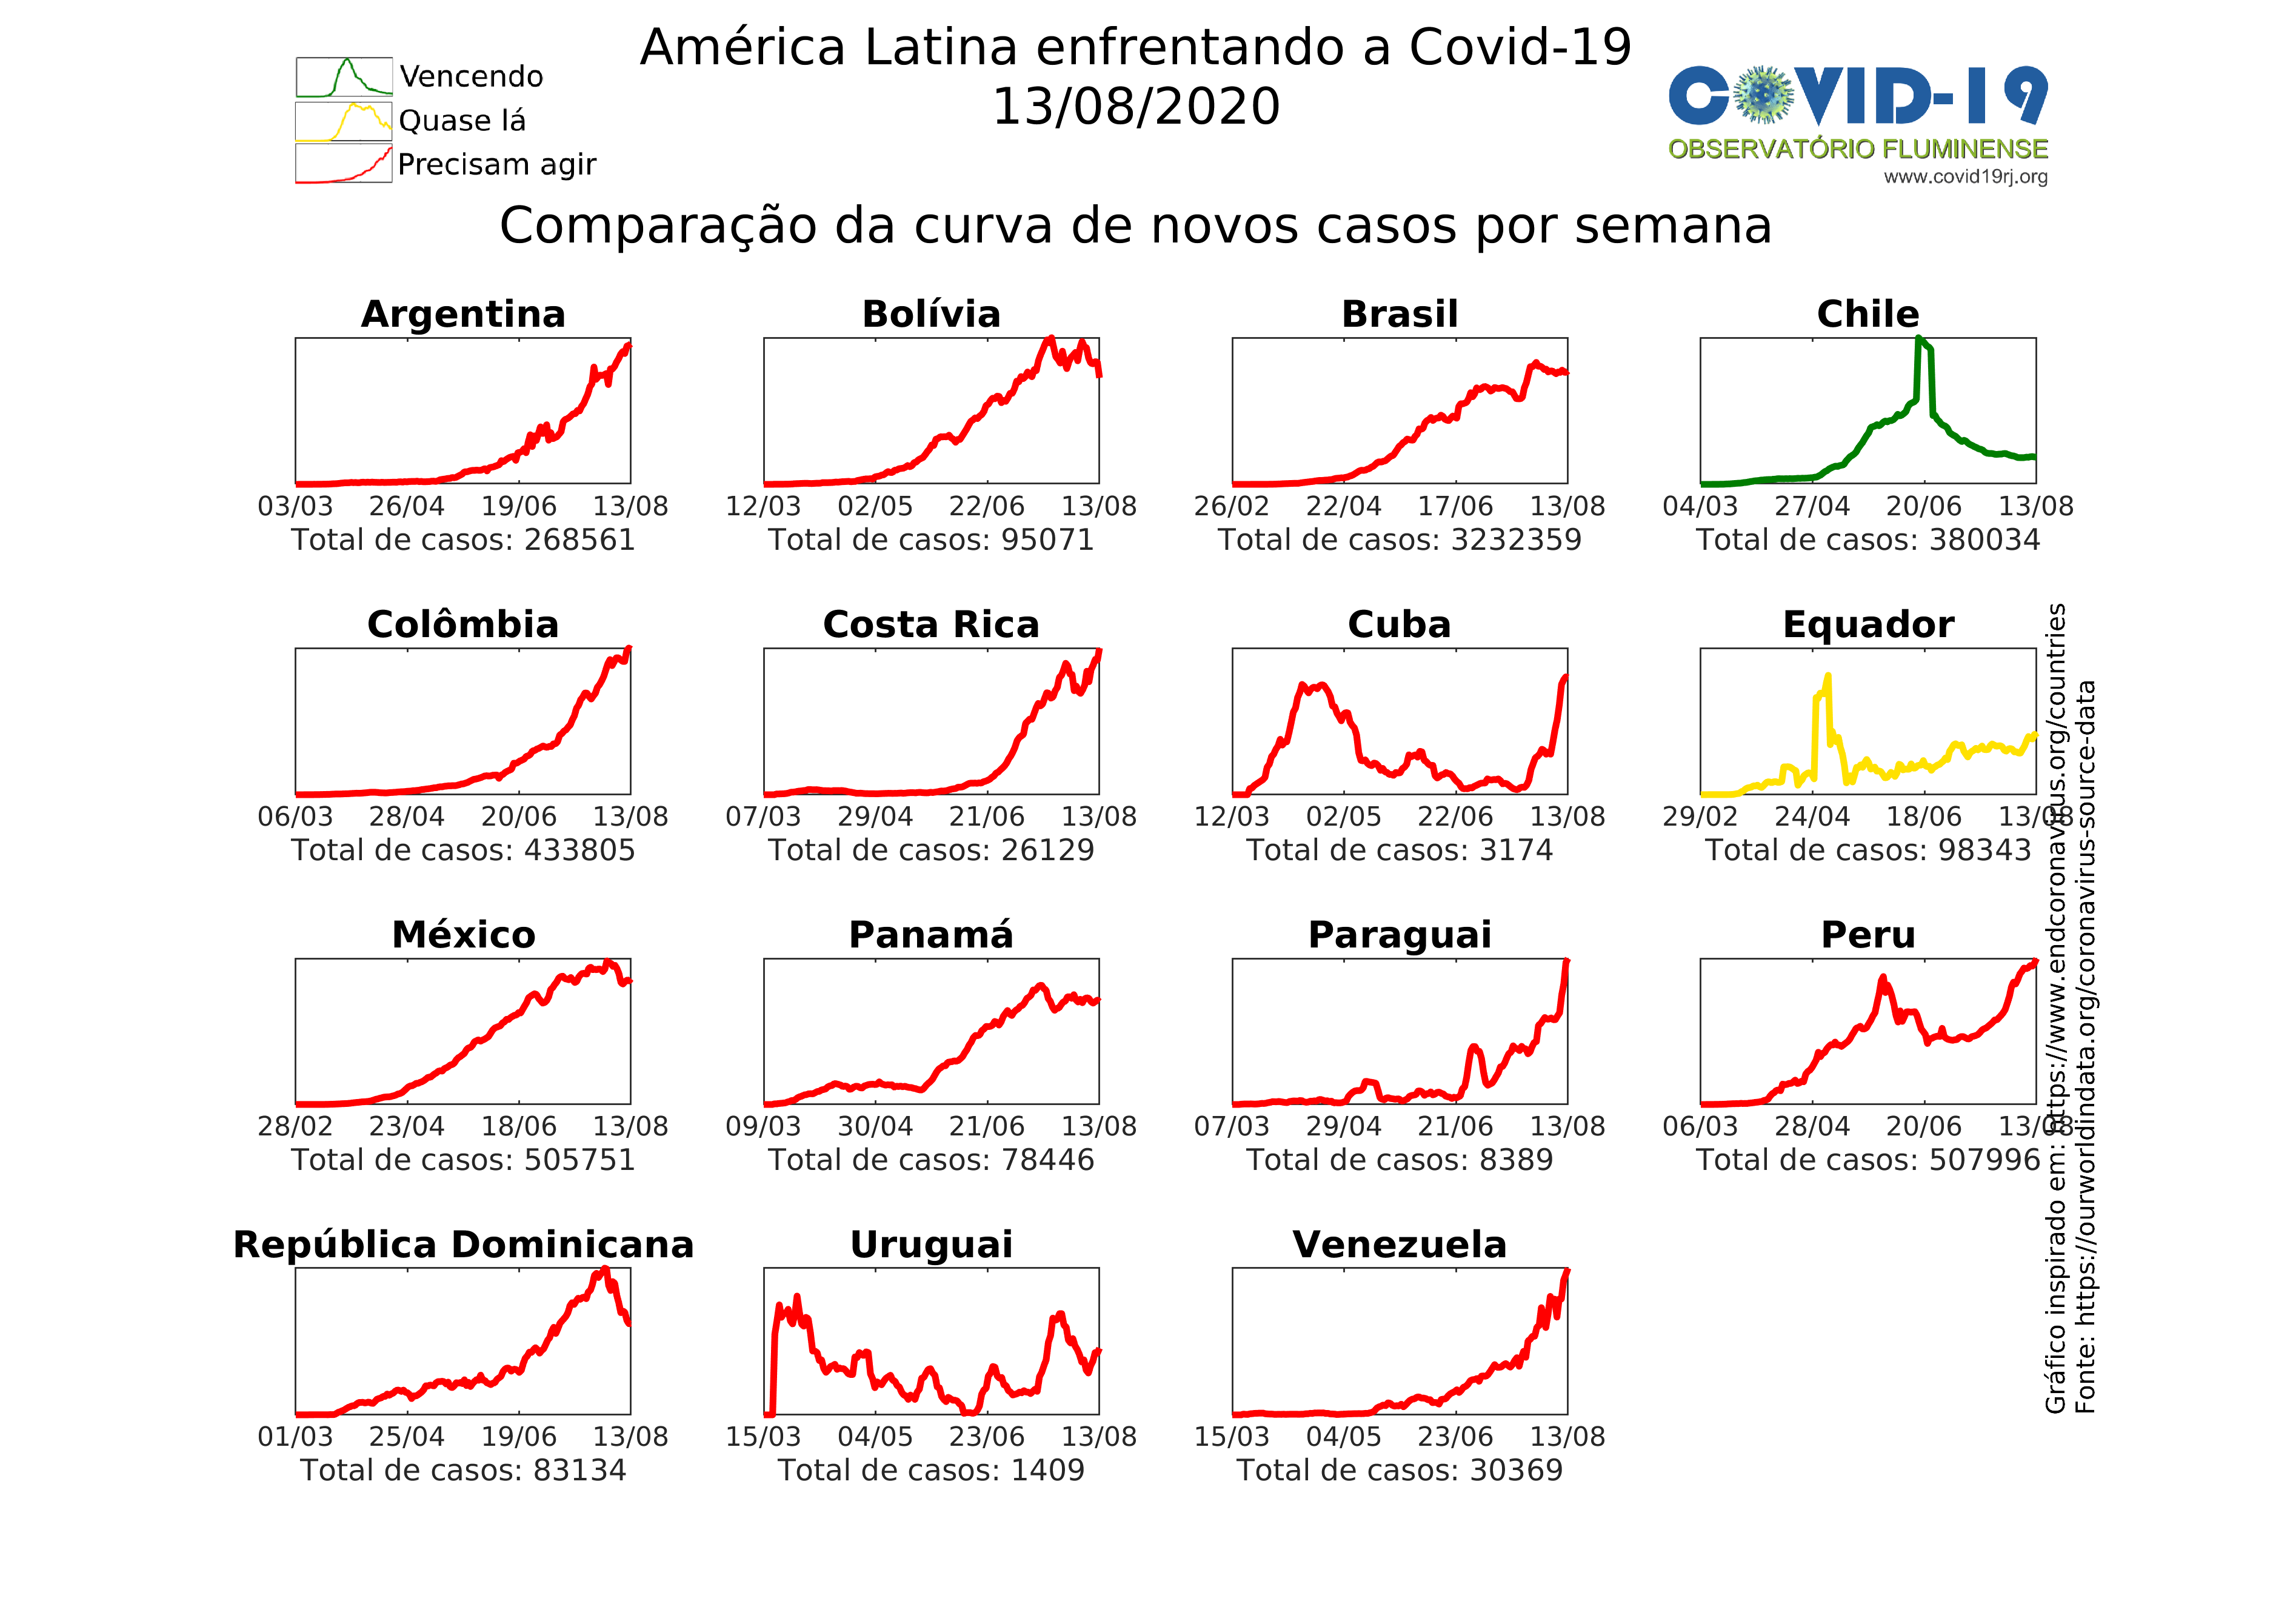 América Latina enfrentando a Covid-19
13/08/2020
Vencendo
Quase lá
Precisam agir
COVID-19
OBSERVATÓRIO FLUMINENSE
www.covid19rj.org
Comparação da curva de novos casos por semana
Argentina
03/03 26/04 19/06 13/08
Total de casos: 268561
Bolívia
12/03 02/05 22/06 13/08
Total de casos: 95071
Brasil
26/02 22/04 17/06 13/08
Total de casos: 3232359
Chile
04/03 27/04 20/06 13/08
Total de casos: 380034
Colômbia
06/03 28/04 20/06 13/08
Total de casos: 433805
Costa Rica
07/03 29/04 21/06 13/08
Total de casos: 26129
Cuba
12/03 02/05 22/06 13/08
Total de casos: 3174
Equador
29/02 24/04 18/06 13/08
Total de casos: 98343
México
28/02 23/04 18/06 13/08
Total de casos: 505751
Panamá
09/03 30/04 21/06 13/08
Total de casos: 78446
Paraguai
07/03 29/04 21/06 13/08
Total de casos: 8389
Peru
06/03 28/04 20/06 13/08
Total de casos: 507996
República Dominicana
01/03 25/04 19/06 13/08
Total de casos: 83134
Uruguai
15/03 04/05 23/06 13/08
Total de casos: 1409
Venezuela
15/03 04/05 23/06 13/08
Total de casos: 30369
Gráfico inspirado em: https://www.endcoronavirus.org/countries
Fonte: https://ourworldindata.org/coronavirus-source-data